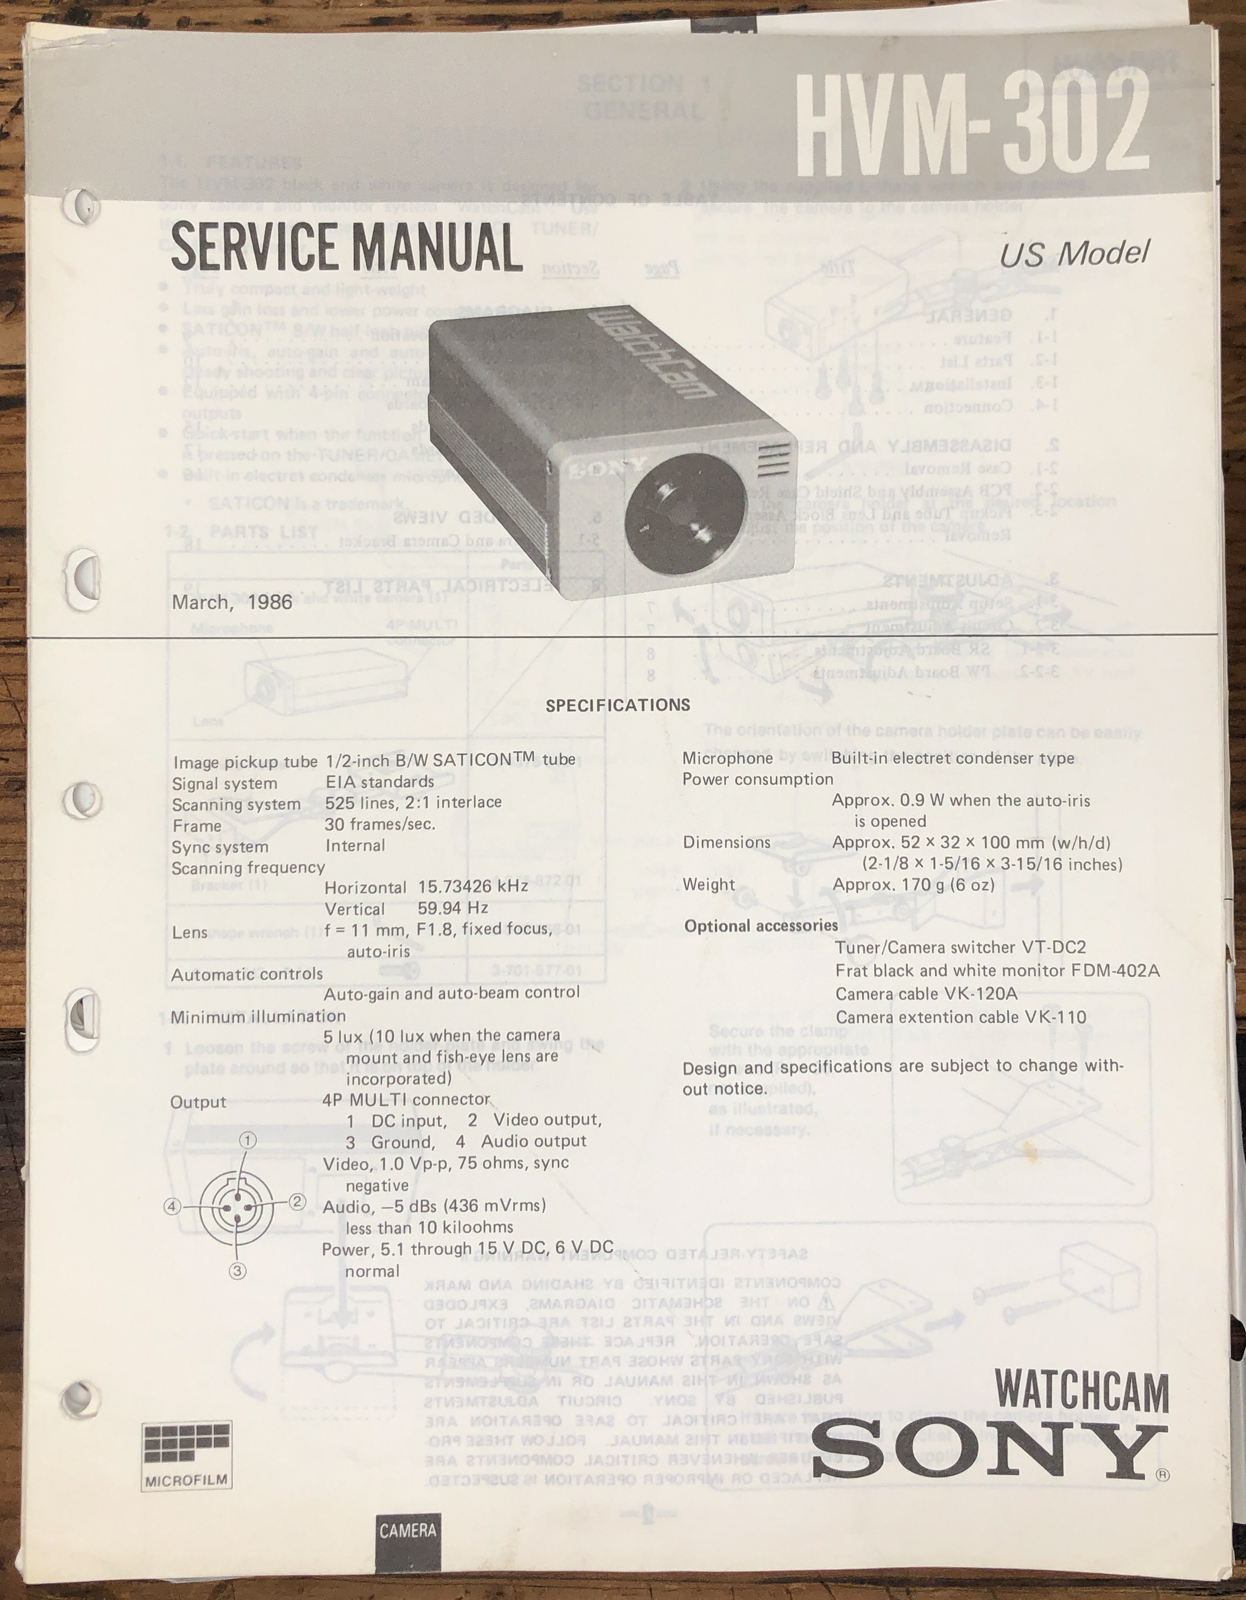 HVM-302
SERVICE MANUAL
US Model
WatchCam
SONY
March, 1986
SPECIFICATIONS
Image pickup tube 1/2-inch B/W SATICON™ tube
Signal system EIA standards
Scanning system 525 lines, 2:1 interlace
Frame 30 frames/sec.
Sync system Internal
Scanning frequency
Horizontal 15.73426 kHz
Vertical 59.94 Hz
Lens f = 11 mm, F1.8, fixed focus,
auto-iris
Automatic controls
Auto-gain and auto-beam control
Minimum illumination
5 lux (10 lux when the camera
mount and fish-eye lens are
incorporated)
Output 4P MULTI connector
1 DC input, 2 Video output,
3 Ground, 4 Audio output
Video, 1.0 Vp-p, 75 ohms, sync
negative
Audio, −5 dBs (436 mVrms)
less than 10 kiloohms
Power, 5.1 through 15 V DC, 6 V DC
normal
①
②
③
④
Microphone Built-in electret condenser type
Power consumption
Approx. 0.9 W when the auto-iris
is opened
Dimensions Approx. 52 × 32 × 100 mm (w/h/d)
(2-1/8 × 1-5/16 × 3-15/16 inches)
Weight Approx. 170 g (6 oz)
Optional accessories
Tuner/Camera switcher VT-DC2
Frat black and white monitor FDM-402A
Camera cable VK-120A
Camera extention cable VK-110
Design and specifications are subject to change with-
out notice.
WATCHCAM
SONY®
MICROFILM
CAMERA